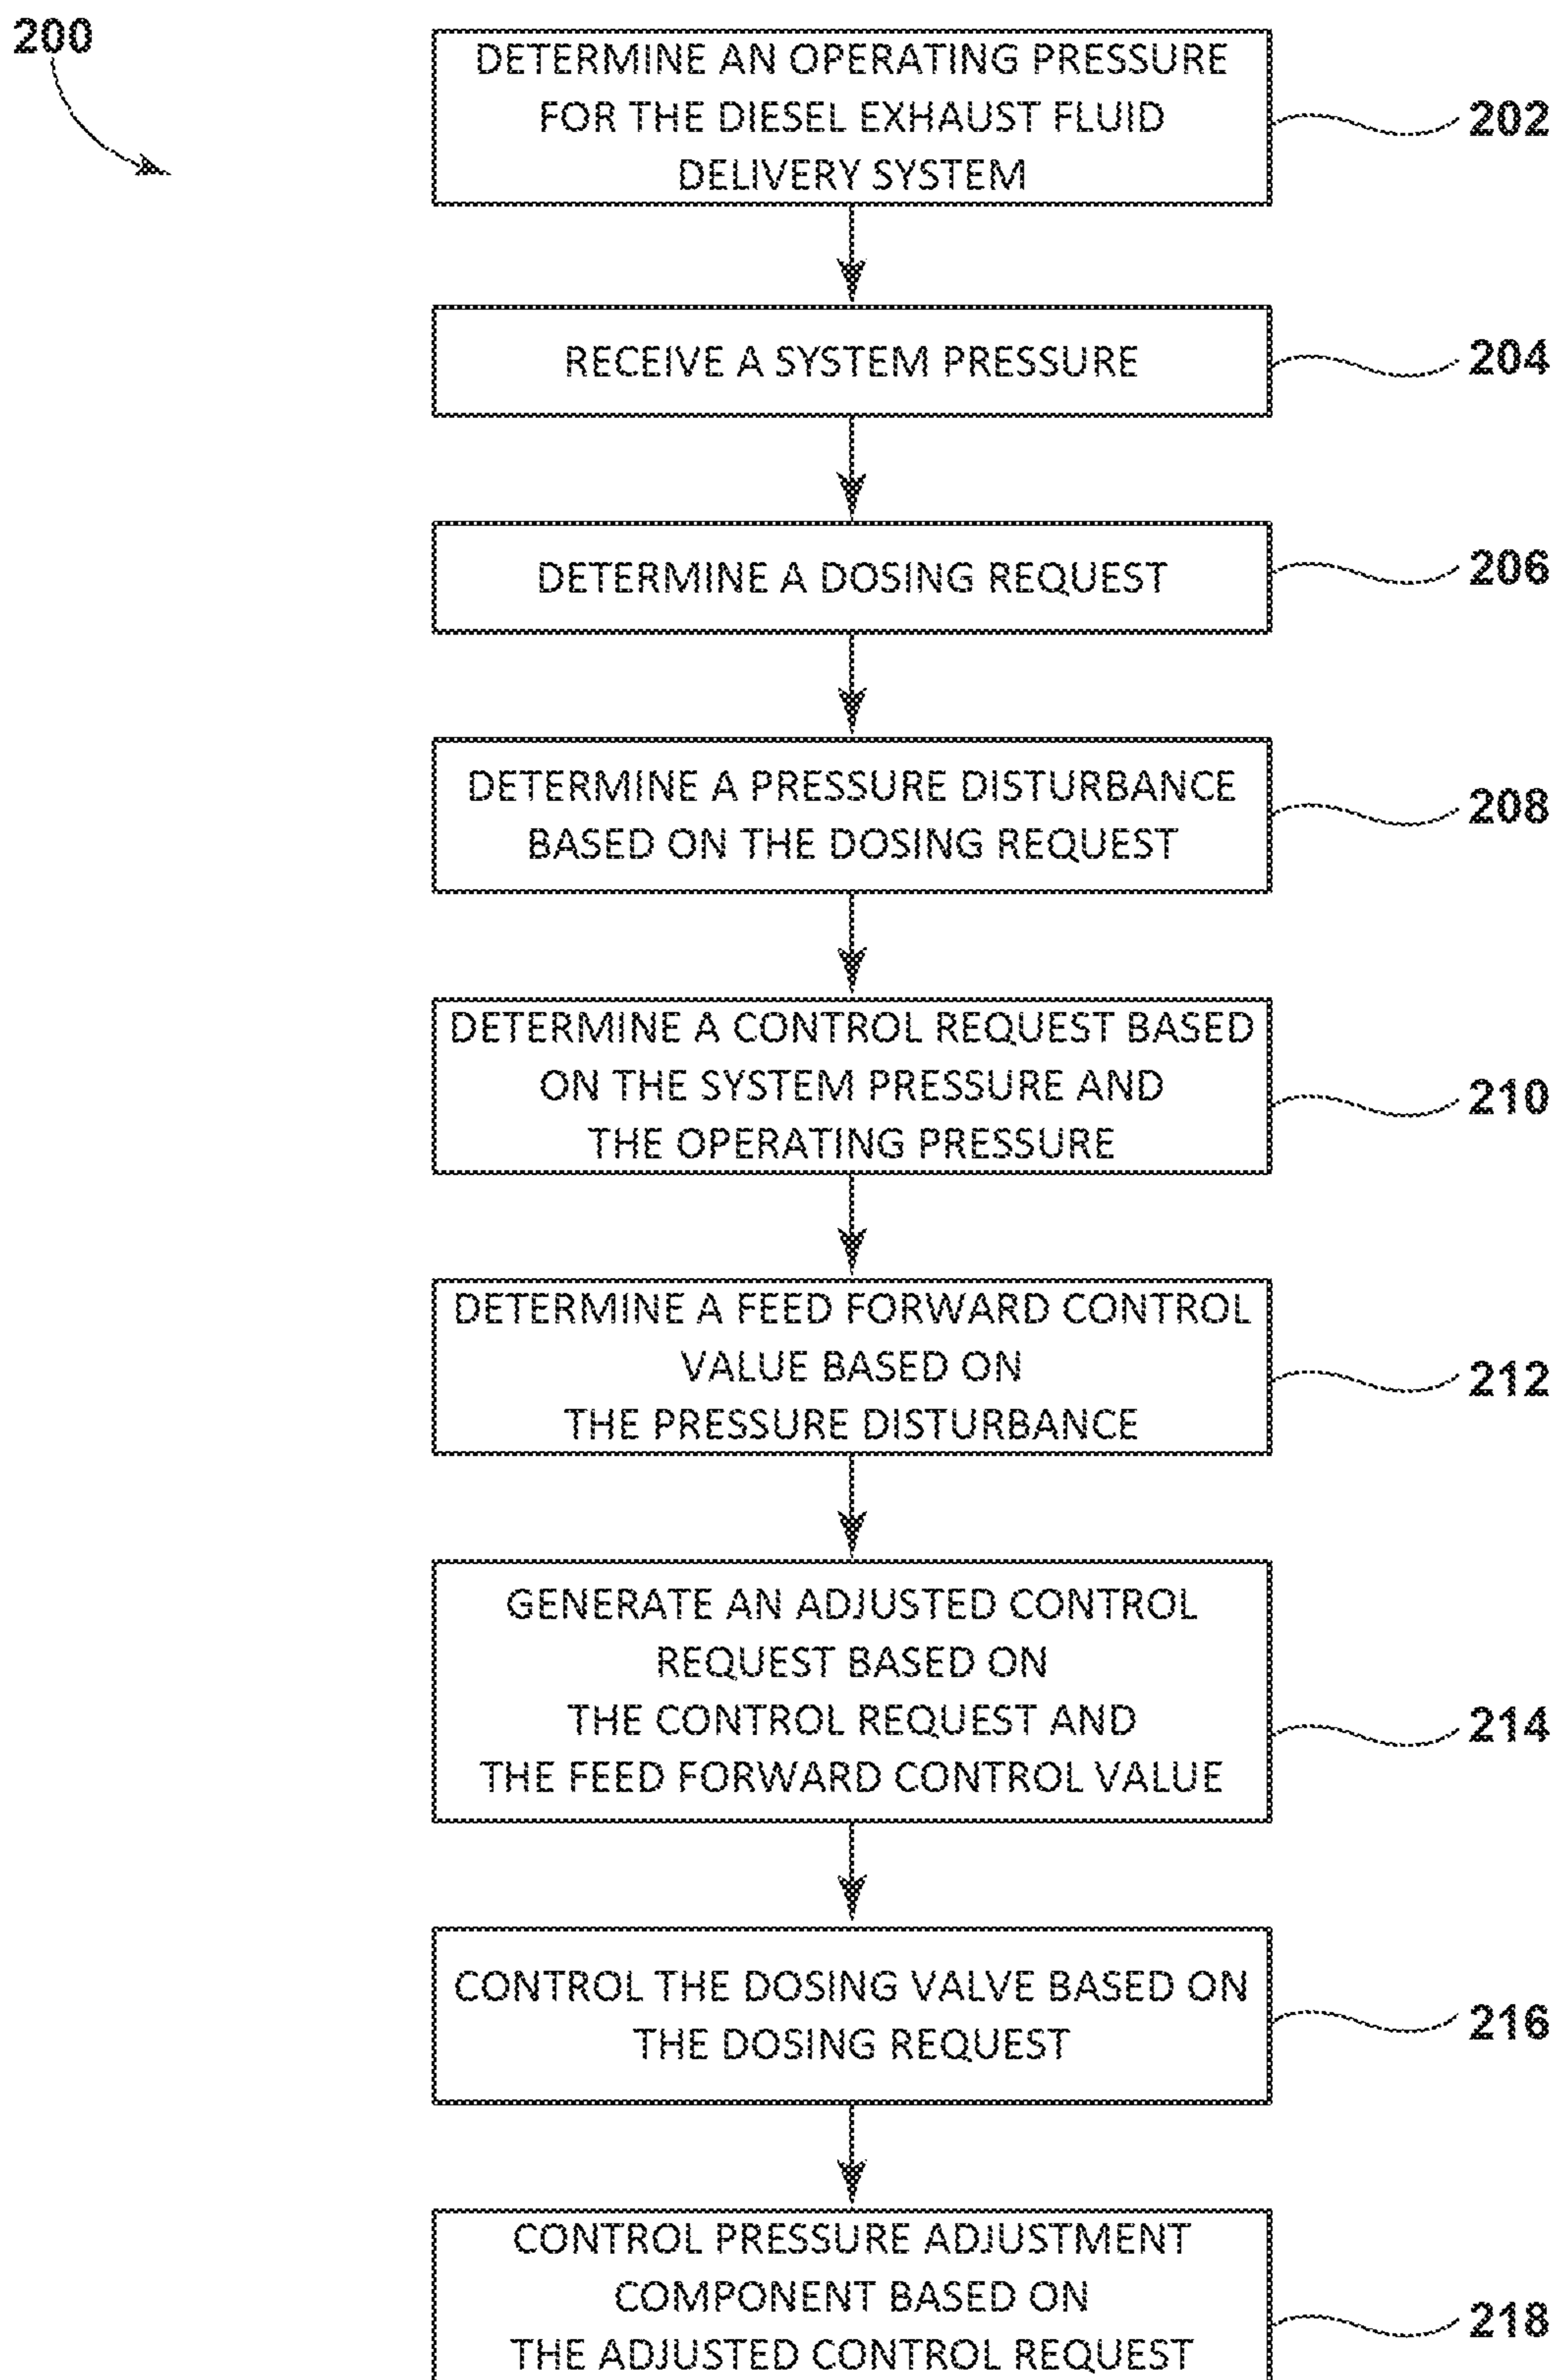 200
DETERMINE AN OPERATING PRESSURE
FOR THE DIESEL EXHAUST FLUID
DELIVERY SYSTEM
202
RECEIVE A SYSTEM PRESSURE
204
DETERMINE A DOSING REQUEST
206
DETERMINE A PRESSURE DISTURBANCE
BASED ON THE DOSING REQUEST
208
DETERMINE A CONTROL REQUEST BASED
ON THE SYSTEM PRESSURE AND
THE OPERATING PRESSURE
210
DETERMINE A FEED FORWARD CONTROL
VALUE BASED ON
THE PRESSURE DISTURBANCE
212
GENERATE AN ADJUSTED CONTROL
REQUEST BASED ON
THE CONTROL REQUEST AND
THE FEED FORWARD CONTROL VALUE
214
CONTROL THE DOSING VALVE BASED ON
THE DOSING REQUEST
216
CONTROL PRESSURE ADJUSTMENT
COMPONENT BASED ON
THE ADJUSTED CONTROL REQUEST
218